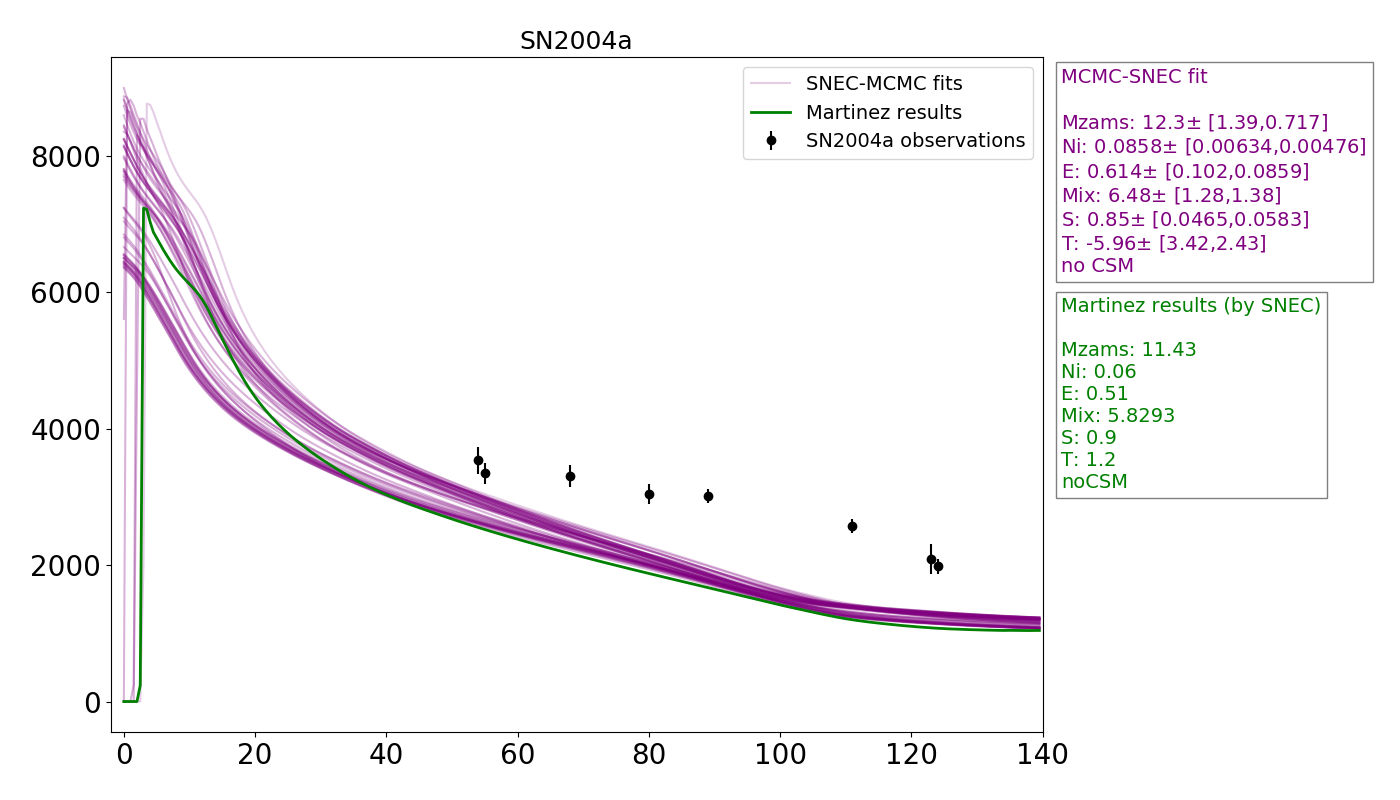 SN2004a
SNEC-MCMC fits
Martinez results
SN2004a observations
8000
6000
4000
2000
0
0 20 40 60 80 100 120 140
MCMC-SNEC fit
Mzams: 12.3± [1.39,0.717]
Ni: 0.0858± [0.00634,0.00476]
E: 0.614± [0.102,0.0859]
Mix: 6.48± [1.28,1.38]
S: 0.85± [0.0465,0.0583]
T: -5.96± [3.42,2.43]
no CSM
Martinez results (by SNEC)
Mzams: 11.43
Ni: 0.06
E: 0.51
Mix: 5.8293
S: 0.9
T: 1.2
noCSM